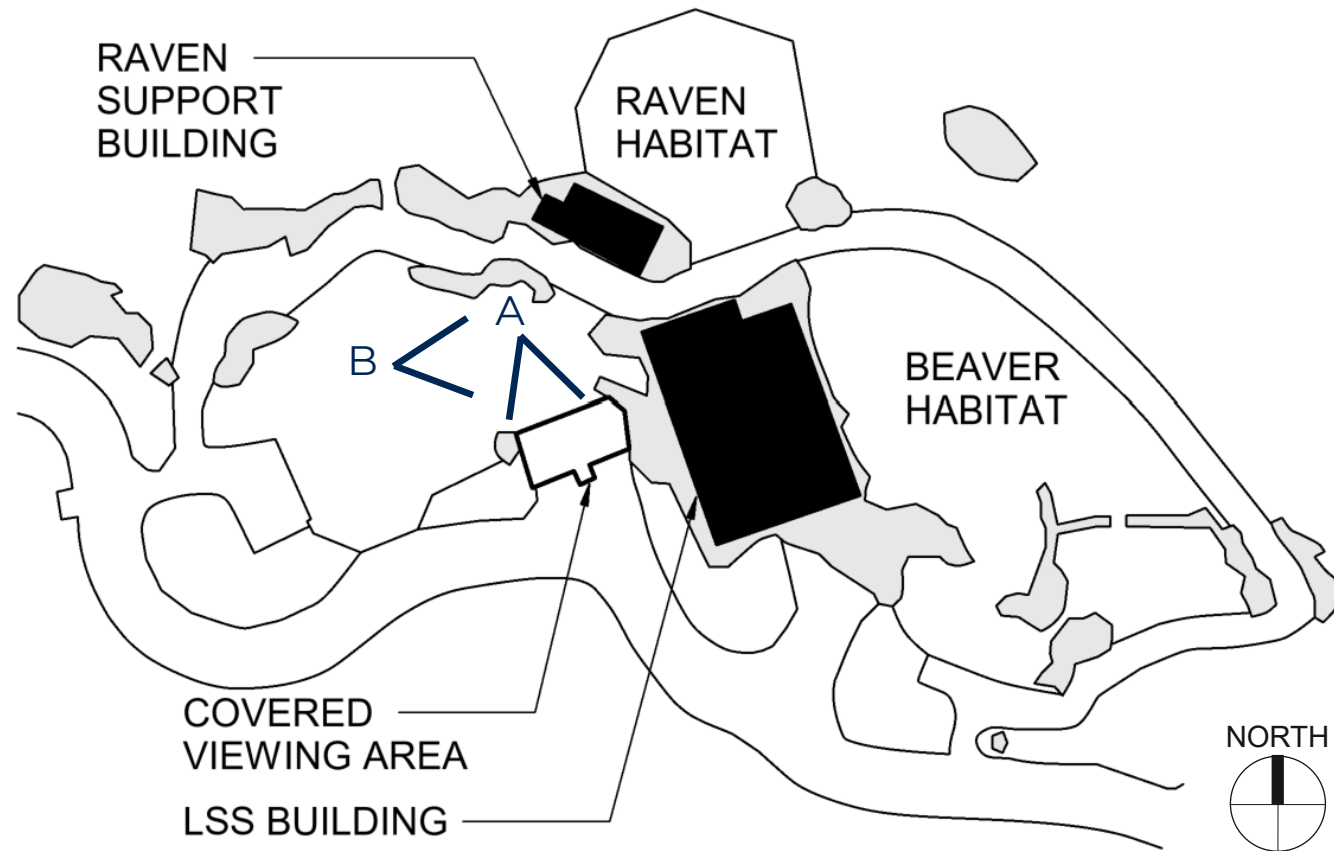 RAVEN
SUPPORT
BUILDING
RAVEN
HABITAT
A
B
BEAVER
HABITAT
COVERED
VIEWING AREA
LSS BUILDING
NORTH